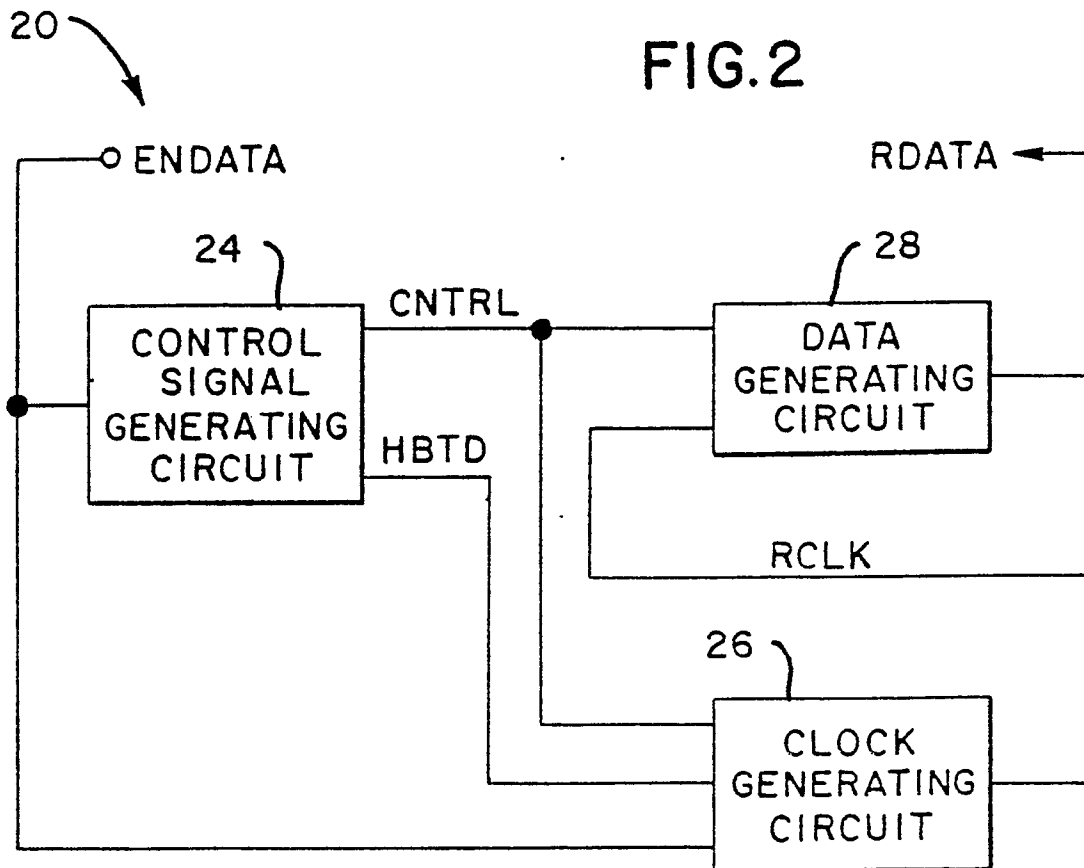 20
FIG.2
ENDATA
RDATA
24
28
CNTRL
CONTROL
SIGNAL
GENERATING
CIRCUIT
DATA
GENERATING
CIRCUIT
HBTD
RCLK
26
CLOCK
GENERATING
CIRCUIT